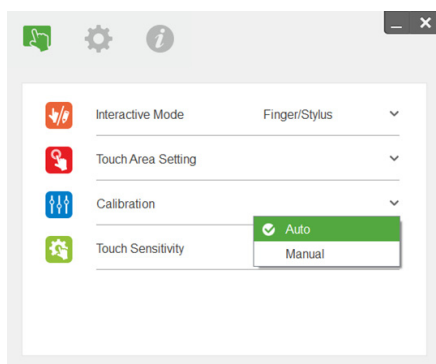 Interactive Mode Finger/Stylus
Touch Area Setting
Calibration
Auto
Touch Sensitivity
Manual